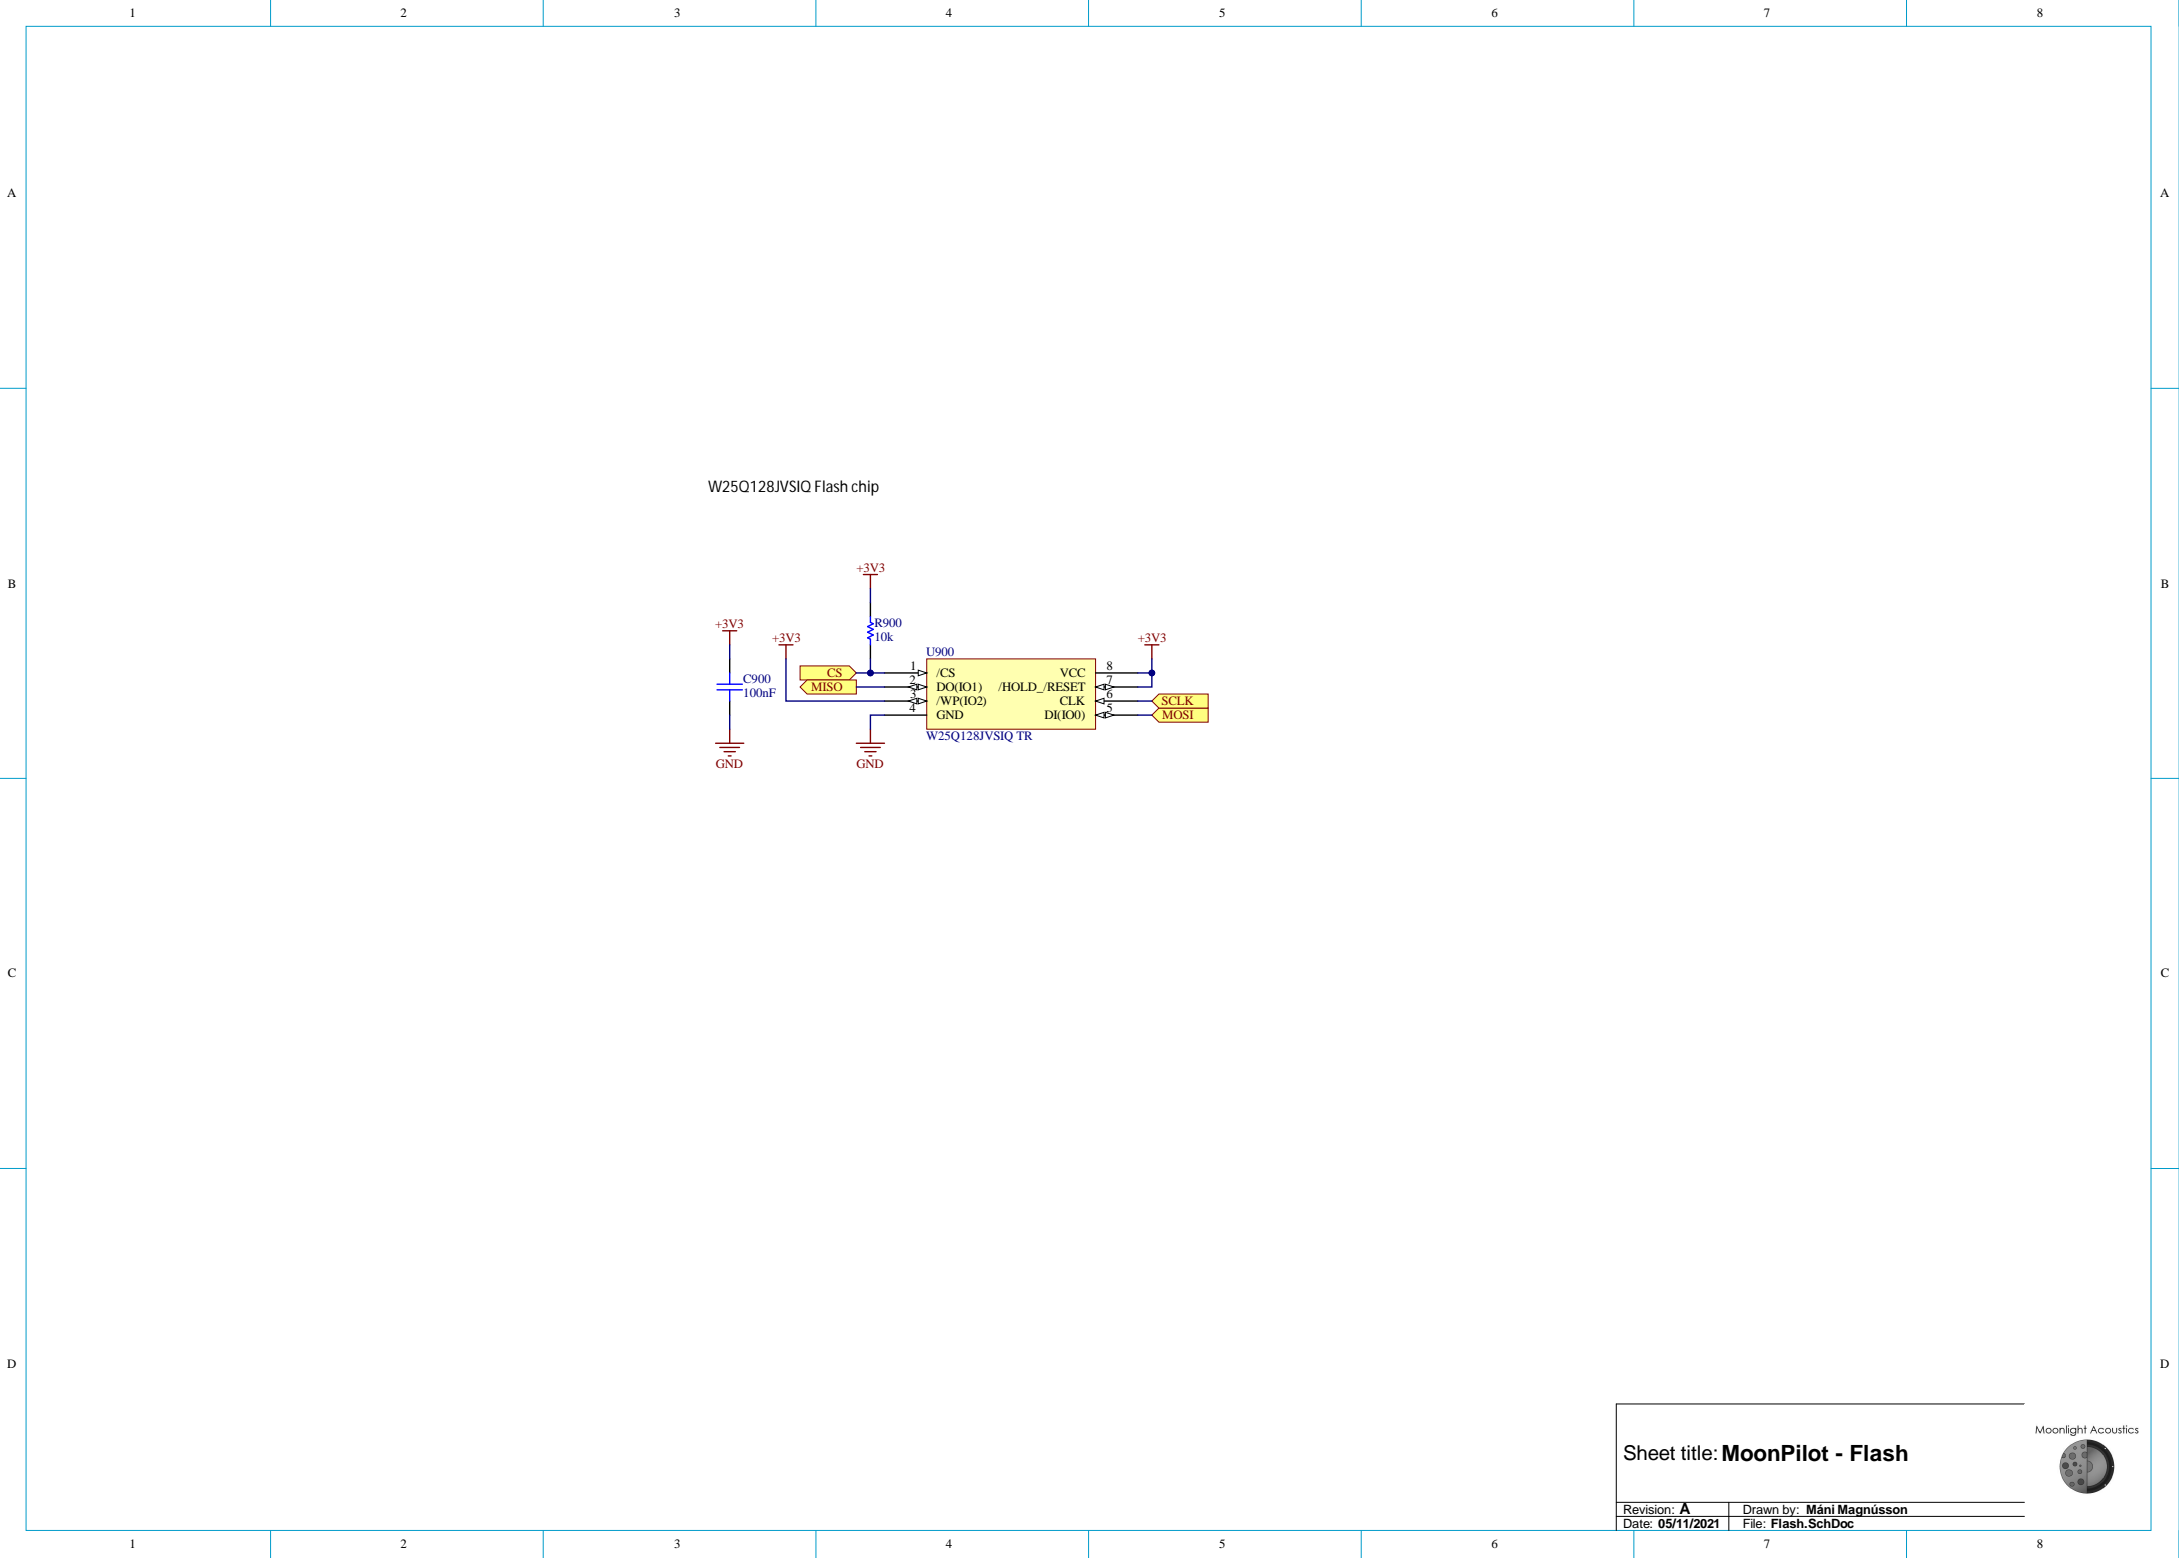 1 2 3 4 5 6 7 8
A A
W25Q128JVSIQ Flash chip
B B
+3V3
R900
10k
+3V3
+3V3
+3V3
C900
100nF
U900
CS 1 /CS VCC 8
MISO 2 DO(IO1) /HOLD_/RESET 7
3 /WP(IO2) CLK 6 SCLK
4 GND DI(IO0) 5 MOSI
W25Q128JVSIQ TR
GND GND
C C
D D
Moonlight Acoustics
Sheet title: MoonPilot - Flash
Revision: A Drawn by: Máni Magnússon
Date: 05/11/2021 File: Flash.SchDoc
1 2 3 4 5 6 7 8